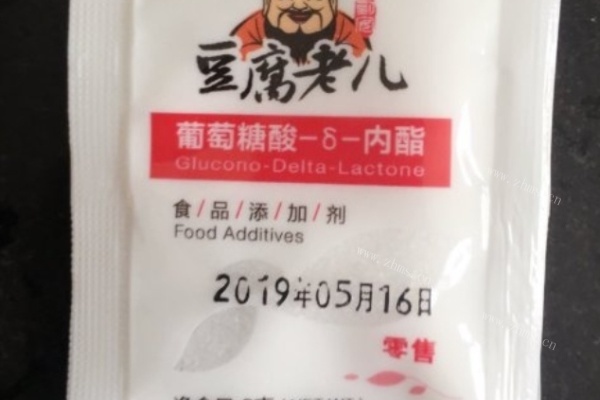 豆腐老儿
葡萄糖酸-δ-内酯
Glucono-Delta-Lactone
食/品/添/加/剂
Food Additives
2019年05月16日
零售